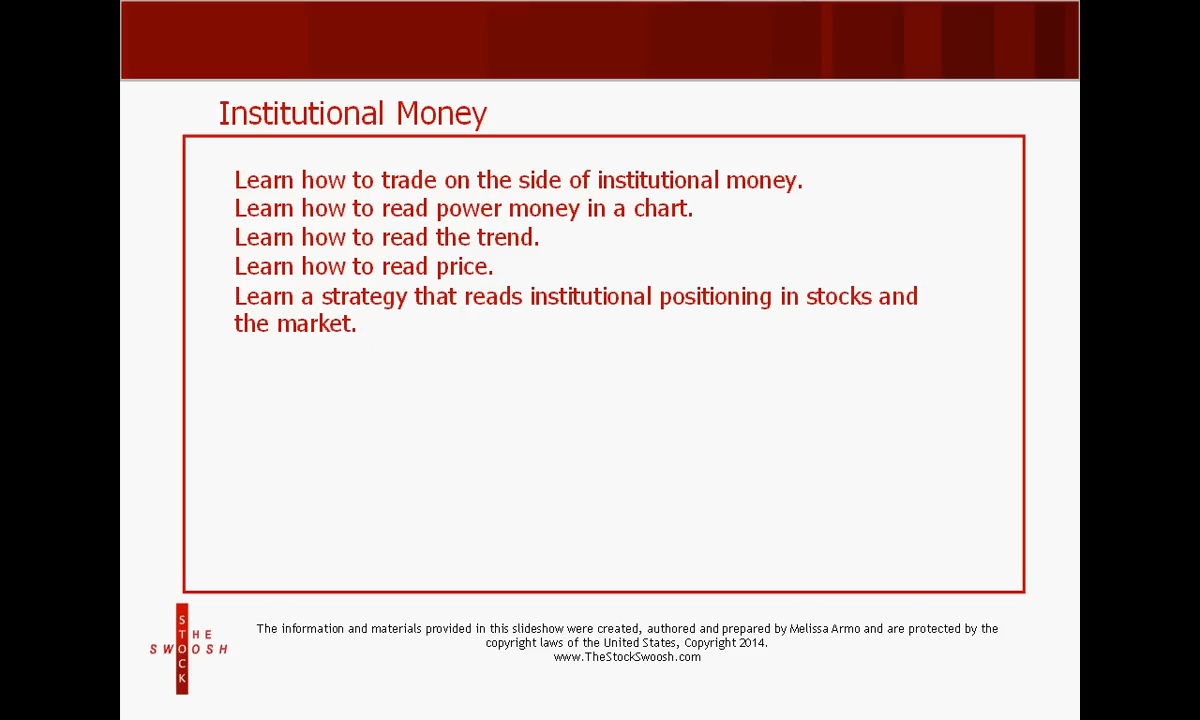 Institutional Money
Learn how to trade on the side of institutional money.
Learn how to read power money in a chart.
Learn how to read the trend.
Learn how to read price.
Learn a strategy that reads institutional positioning in stocks and
the market.
THE
STOCK
SWOOSH
The information and materials provided in this slideshow were created, authored and prepared by Melissa Armo and are protected by the
copyright laws of the United States, Copyright 2014.
www.TheStockSwoosh.com